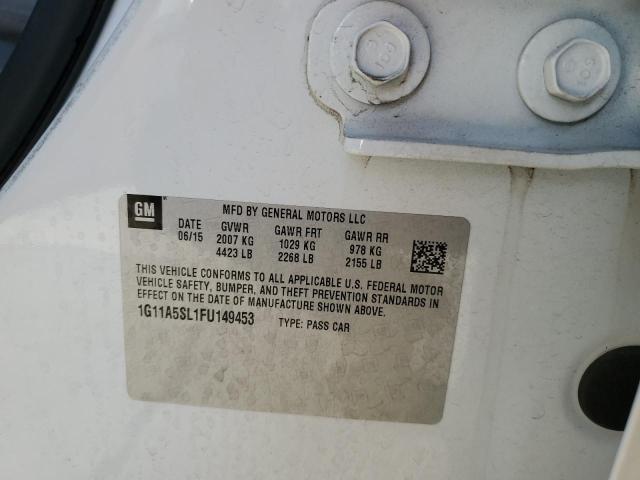 GM
MFD BY GENERAL MOTORS LLC
DATE GVWR GAWR FRT GAWR RR
06/15 2007 KG 1029 KG 978 KG
4423 LB 2268 LB 2155 LB
THIS VEHICLE CONFORMS TO ALL APPLICABLE U.S. FEDERAL MOTOR
VEHICLE SAFETY, BUMPER, AND THEFT PREVENTION STANDARDS IN
EFFECT ON THE DATE OF MANUFACTURE SHOWN ABOVE.
1G11A5SL1FU149453 TYPE: PASS CAR